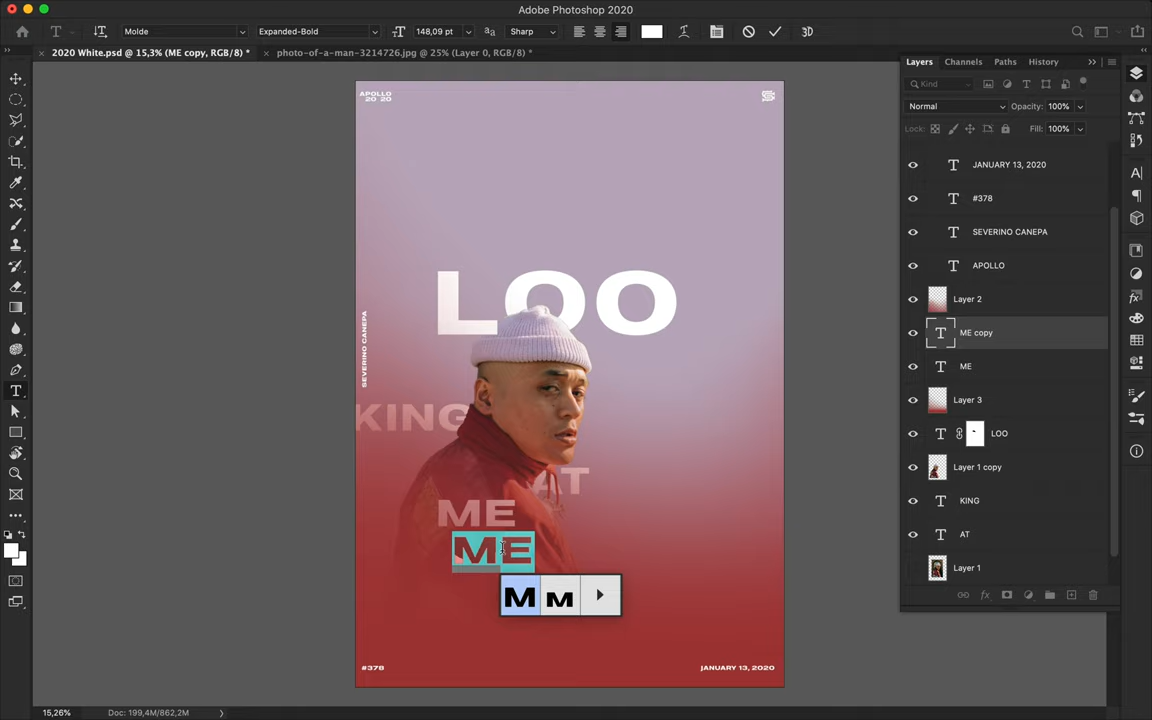 Adobe Photoshop 2020
Molde Expanded-Bold 148,09 pt Sharp 3D
2020 White.psd @ 15,3% (ME copy, RGB/8) * photo-of-a-man-3214726.jpg @ 25% (Layer 0, RGB/8) *
Layers Channels Paths History
Kind
Normal Opacity: 100%
Lock: Fill: 100%
JANUARY 13, 2020
#378
SEVERINO CANEPA
APOLLO
Layer 2
ME copy
ME
Layer 3
LOO
Layer 1 copy
KING
AT
Layer 1
APOLLO
20 20
LOO
SEVERINO CANEPA
KING
AT
ME
ME
M M
#378 JANUARY 13, 2020
15,26% Doc: 199,4M/862,2M